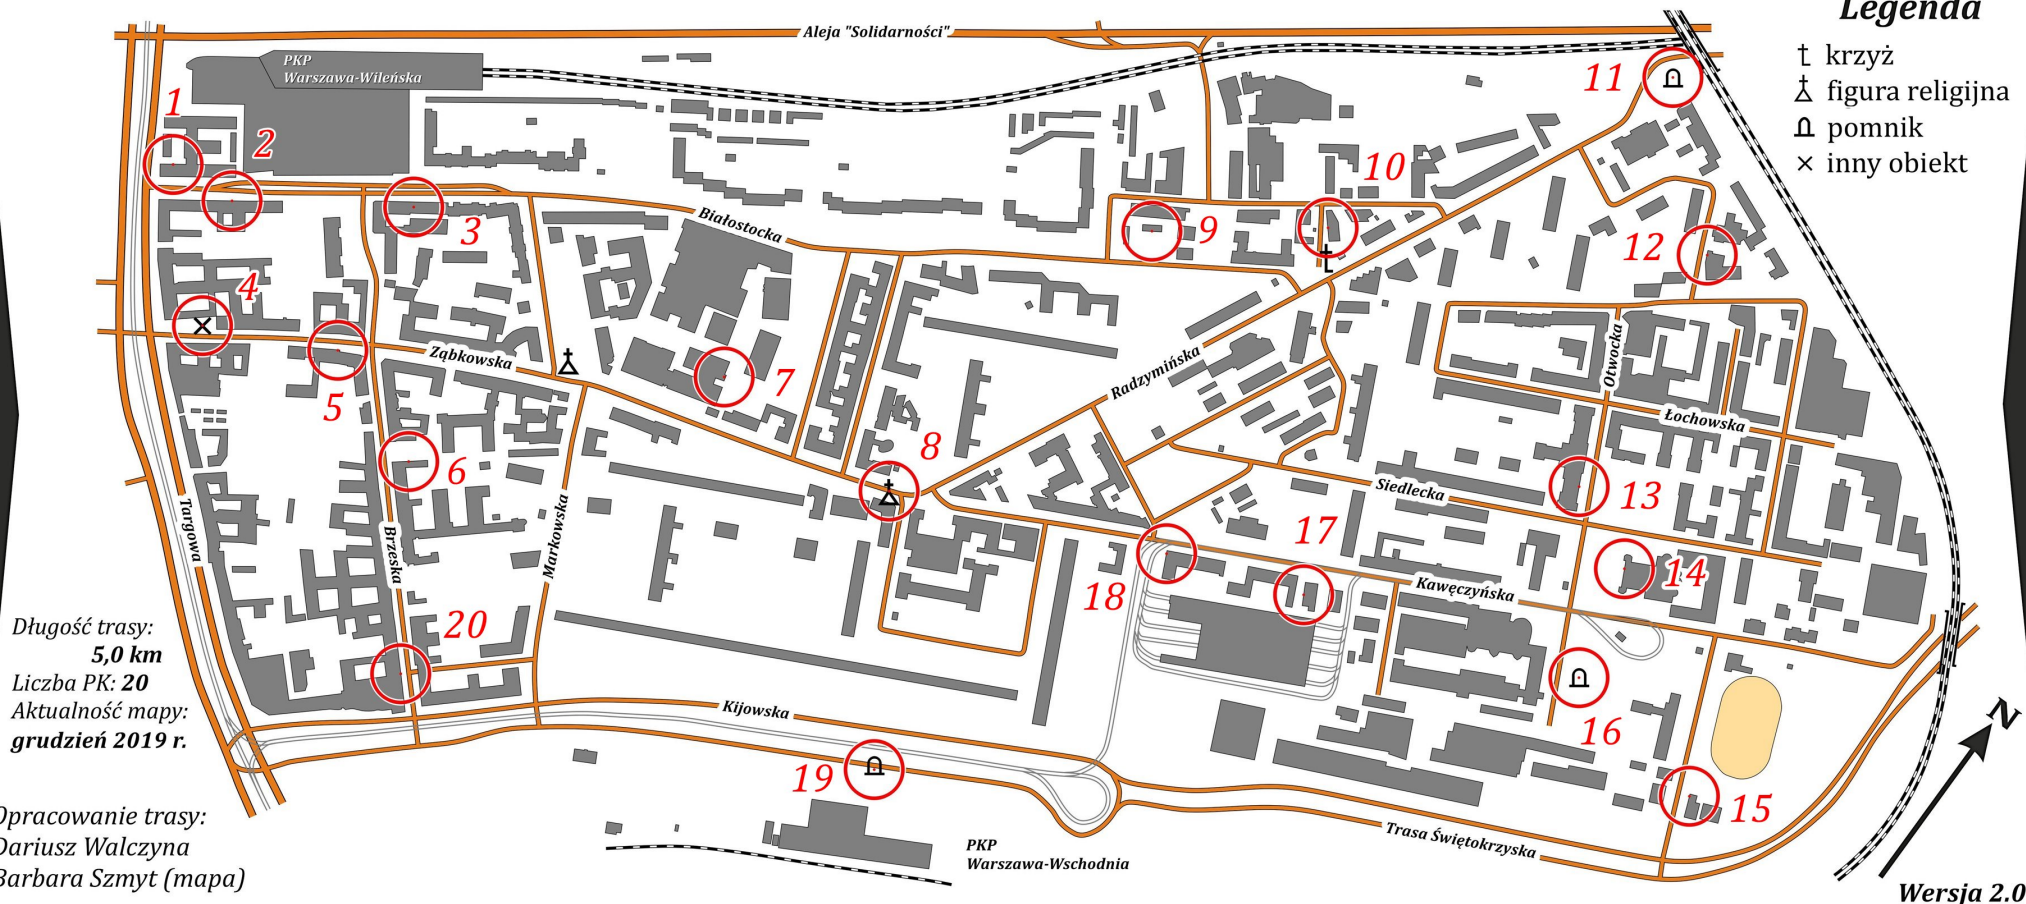 Legenda
krzyż
figura religijna
pomnik
inny obiekt
Aleja "Solidarności"
PKP
Warszawa-Wileńska
1
2
3
4
5
6
7
8
9
10
11
12
13
14
15
16
17
18
19
20
Białostocka
Ząbkowska
Radzymińska
Otwocka
Łochowska
Siedlecka
Kawęczyńska
Targowa
Brzeska
Markowska
Kijowska
Trasa Świętokrzyska
PKP
Warszawa-Wschodnia
Długość trasy:
5,0 km
Liczba PK: 20
Aktualność mapy:
grudzień 2019 r.
Opracowanie trasy:
Dariusz Walczyna
Barbara Szmyt (mapa)
N
Wersja 2.0